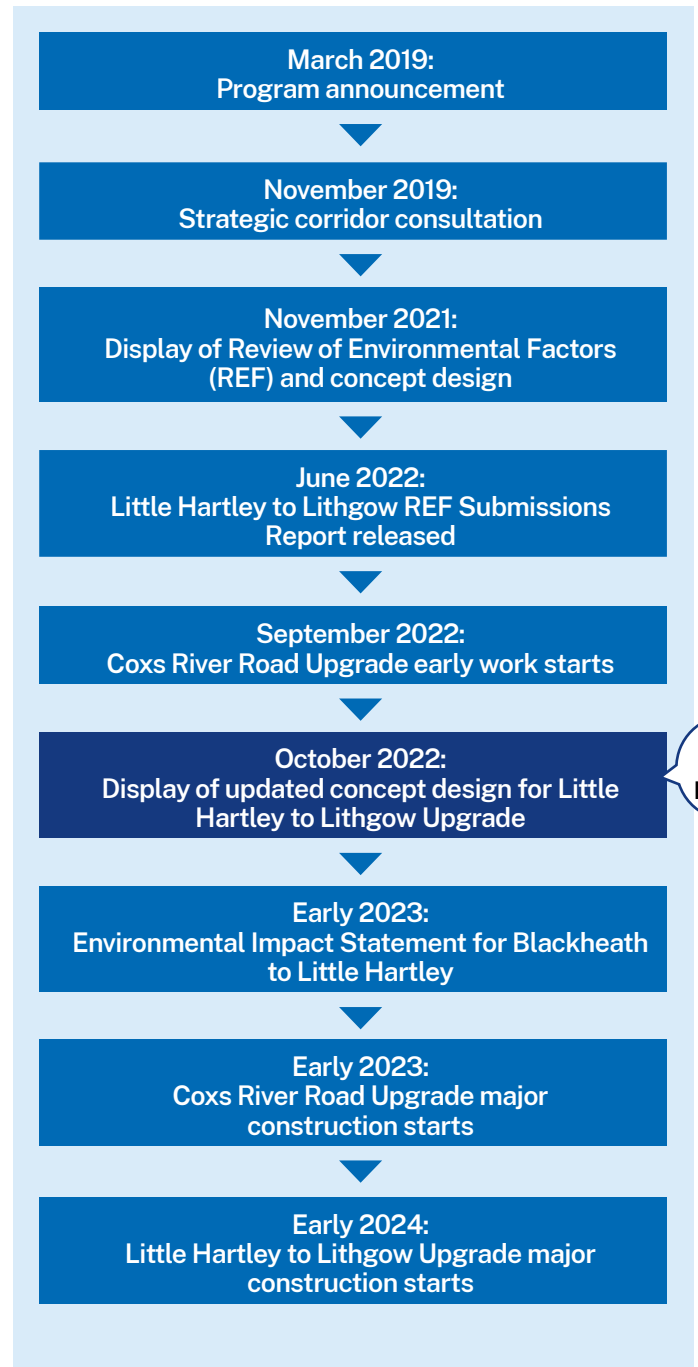 March 2019:
Program announcement
November 2019:
Strategic corridor consultation
November 2021:
Display of Review of Environmental Factors
(REF) and concept design
June 2022:
Little Hartley to Lithgow REF Submissions
Report released
September 2022:
Coxs River Road Upgrade early work starts
October 2022:
Display of updated concept design for Little
Hartley to Lithgow Upgrade
Early 2023:
Environmental Impact Statement for Blackheath
to Little Hartley
Early 2023:
Coxs River Road Upgrade major
construction starts
Early 2024:
Little Hartley to Lithgow Upgrade major
construction starts